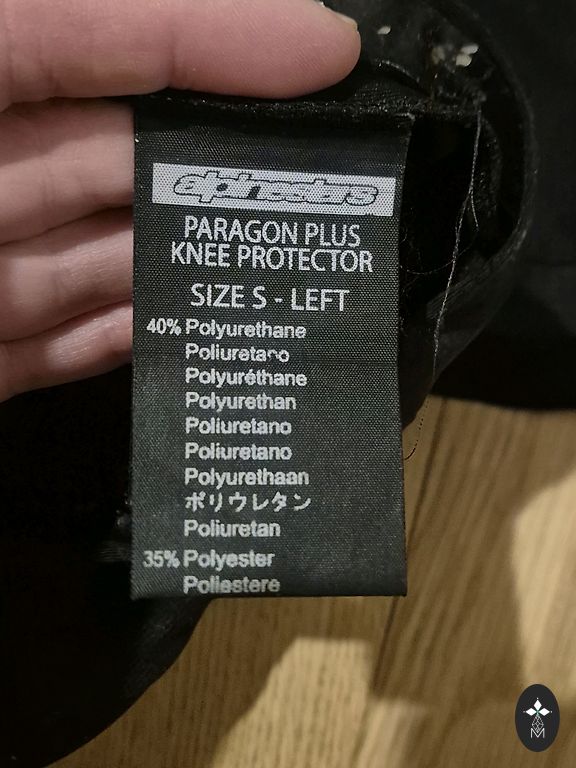 alpinestars
PARAGON PLUS
KNEE PROTECTOR
SIZE S - LEFT
40% Polyurethane
Poliuretano
Polyuréthane
Polyurethan
Poliuretano
Poliuretano
Polyurethaan
ポリウレタン
Poliuretan
35% Polyester
Poliestere